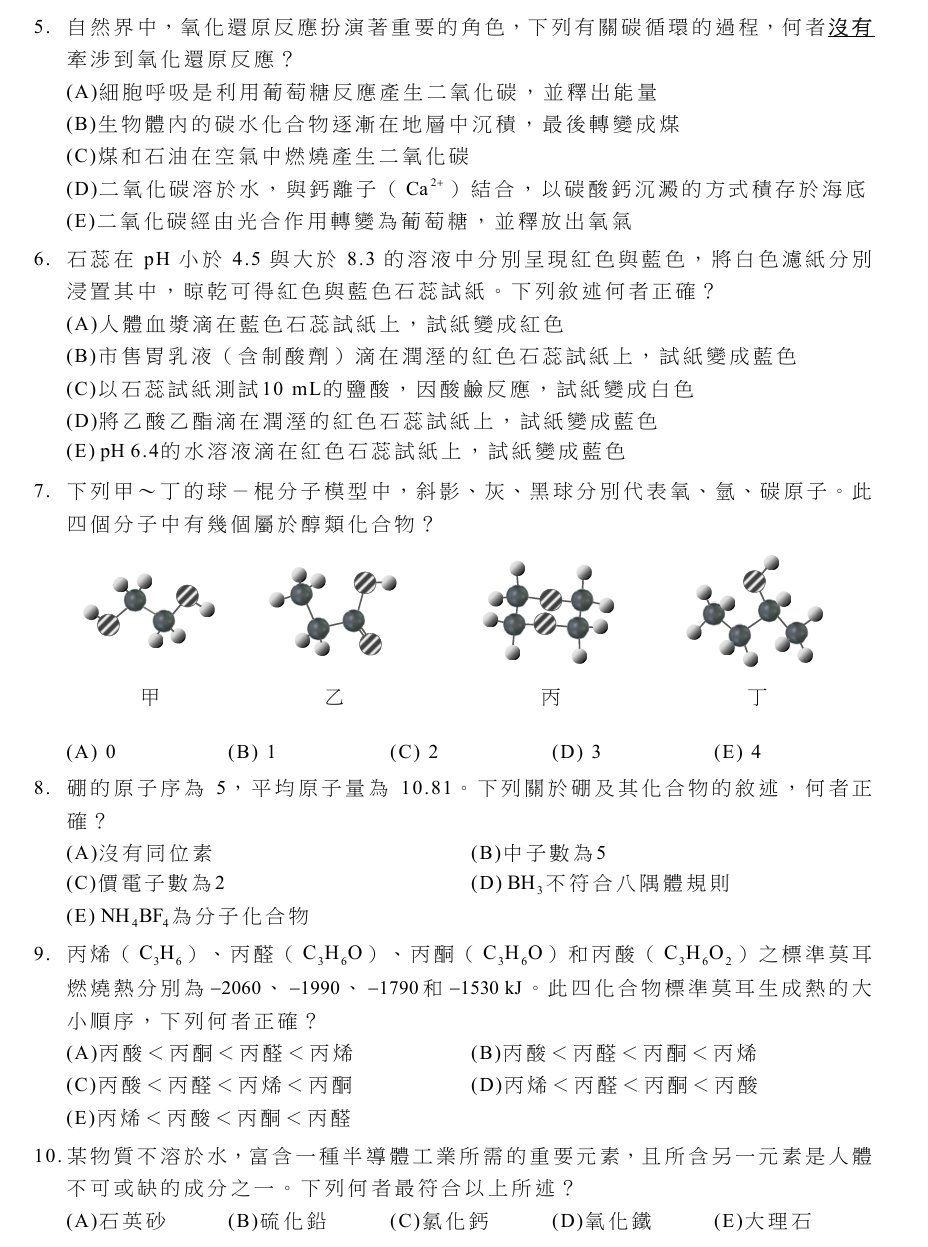 5. 自然界中，氧化還原反應扮演著重要的角色，下列有關碳循環的過程，何者沒有
牽涉到氧化還原反應？
(A)細胞呼吸是利用葡萄糖反應產生二氧化碳，並釋出能量
(B)生物體內的碳水化合物逐漸在地層中沉積，最後轉變成煤
(C)煤和石油在空氣中燃燒產生二氧化碳
(D)二氧化碳溶於水，與鈣離子（Ca²⁺）結合，以碳酸鈣沉澱的方式積存於海底
(E)二氧化碳經由光合作用轉變為葡萄糖，並釋放出氧氣
6. 石蕊在 pH 小於 4.5 與大於 8.3 的溶液中分別呈現紅色與藍色，將白色濾紙分別
浸置其中，晾乾可得紅色與藍色石蕊試紙。下列敘述何者正確？
(A)人體血漿滴在藍色石蕊試紙上，試紙變成紅色
(B)市售胃乳液（含制酸劑）滴在潤溼的紅色石蕊試紙上，試紙變成藍色
(C)以石蕊試紙測試10 mL的鹽酸，因酸鹼反應，試紙變成白色
(D)將乙酸乙酯滴在潤溼的紅色石蕊試紙上，試紙變成藍色
(E) pH 6.4的水溶液滴在紅色石蕊試紙上，試紙變成藍色
7. 下列甲～丁的球－棍分子模型中，斜影、灰、黑球分別代表氧、氫、碳原子。此
四個分子中有幾個屬於醇類化合物？
甲 乙 丙 丁
(A) 0 (B) 1 (C) 2 (D) 3 (E) 4
8. 硼的原子序為 5，平均原子量為 10.81。下列關於硼及其化合物的敘述，何者正
確？
(A)沒有同位素 (B)中子數為5
(C)價電子數為2 (D) BH₃不符合八隅體規則
(E) NH₄BF₄為分子化合物
9. 丙烯（C₃H₆）、丙醛（C₃H₆O）、丙酮（C₃H₆O）和丙酸（C₃H₆O₂）之標準莫耳
燃燒熱分別為 –2060、–1990、–1790和 –1530 kJ。此四化合物標準莫耳生成熱的大
小順序，下列何者正確？
(A)丙酸＜丙酮＜丙醛＜丙烯 (B)丙酸＜丙醛＜丙酮＜丙烯
(C)丙酸＜丙醛＜丙烯＜丙酮 (D)丙烯＜丙醛＜丙酮＜丙酸
(E)丙烯＜丙酸＜丙酮＜丙醛
10. 某物質不溶於水，富含一種半導體工業所需的重要元素，且所含另一元素是人體
不可或缺的成分之一。下列何者最符合以上所述？
(A)石英砂 (B)硫化鉛 (C)氯化鈣 (D)氧化鐵 (E)大理石